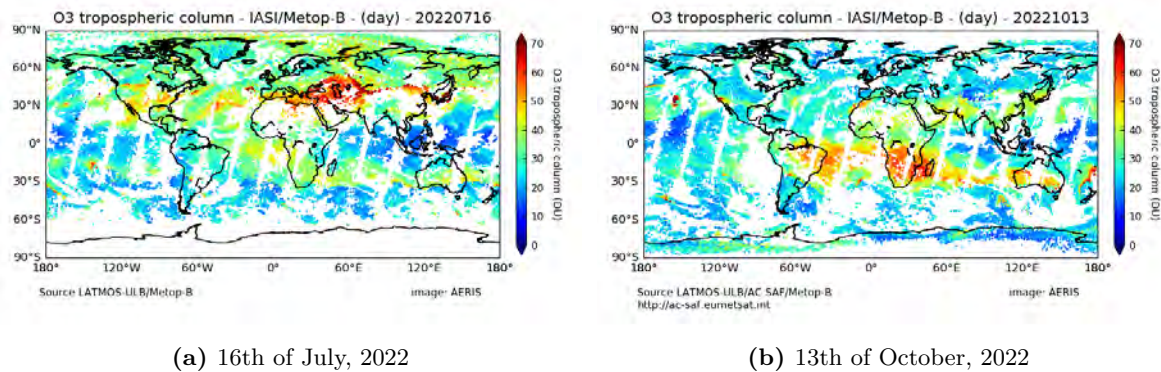 O3 tropospheric column - IASI/Metop-B - (day) - 20220716
90°N
60°N
30°N
0°
30°S
60°S
90°S
180°
120°W
60°W
0°
60°E
120°E
180°
70
60
50
40
30
20
10
0
O3 tropospheric column (DU)
Source LATMOS-ULB/Metop-B
image: AERIS
(a) 16th of July, 2022
O3 tropospheric column - IASI/Metop-B - (day) - 20221013
90°N
60°N
30°N
0°
30°S
60°S
90°S
180°
120°W
60°W
0°
60°E
120°E
180°
70
60
50
40
30
20
10
0
O3 tropospheric column (DU)
Source LATMOS-ULB/AC SAF/Metop-B
image: AERIS
http://ac-saf.eumetsat.int
(b) 13th of October, 2022